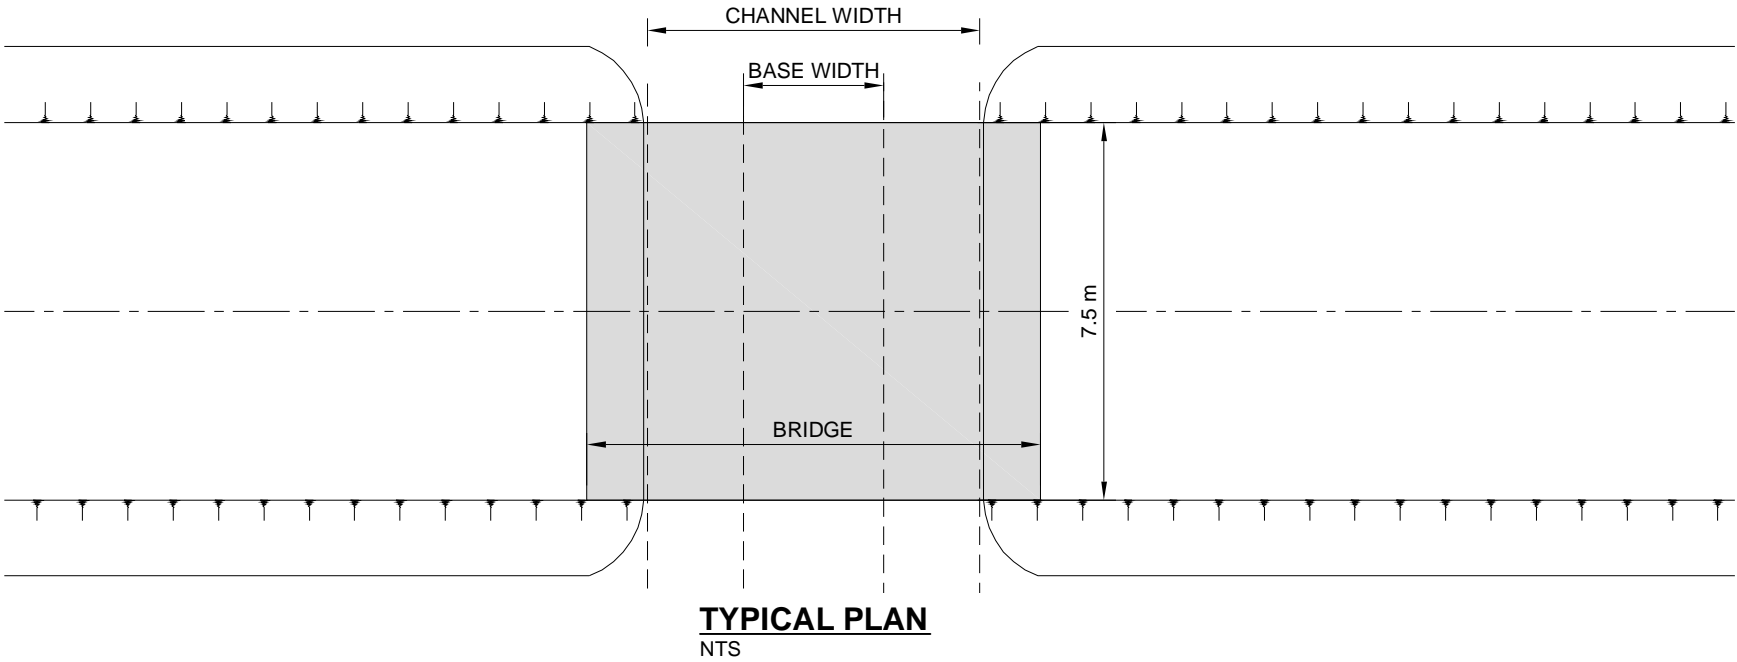 CHANNEL WIDTH
BASE WIDTH
7.5 m
BRIDGE
TYPICAL PLAN
NTS